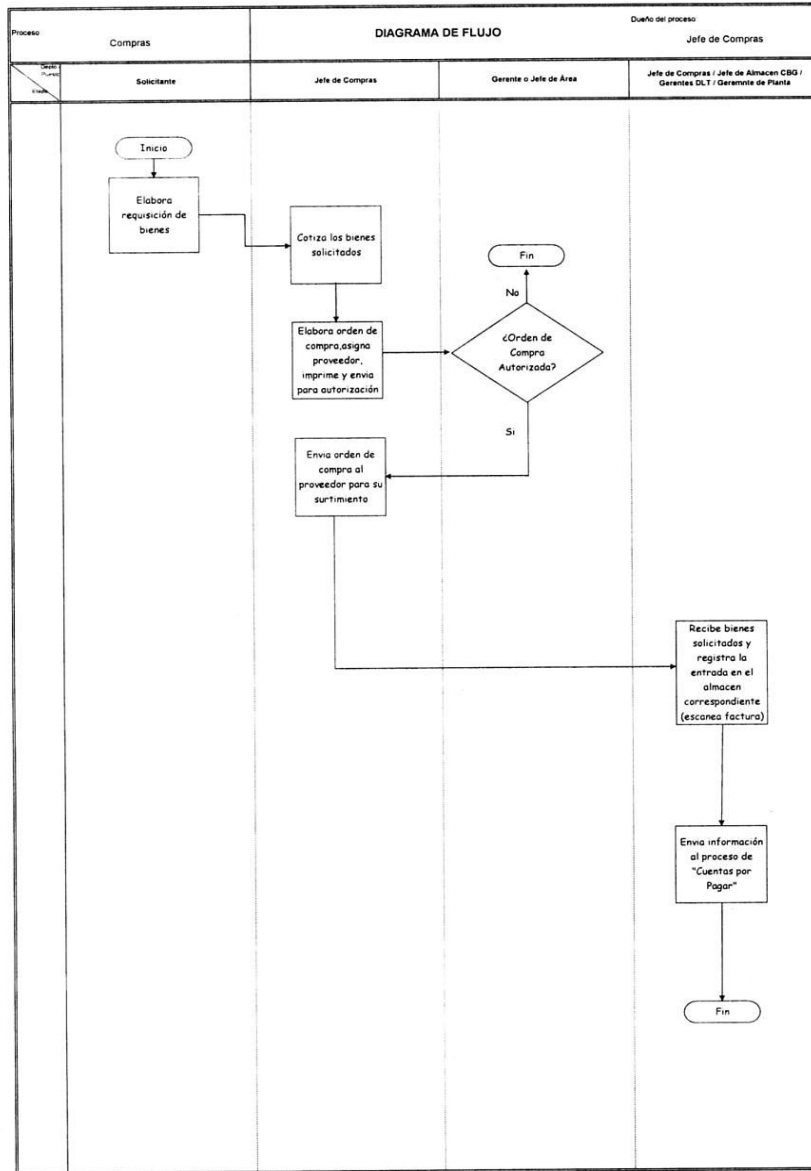 Proceso
Compras
DIAGRAMA DE FLUJO
Dueño del proceso
Jefe de Compras
Solicitante
Jefe de Compras
Gerente o Jefe de Área
Jefe de Compras / Jefe de Almacen CBG /
Gerentes DLT / Geremnte de Planta
Inicio
Elabora
requisición de
bienes
Cotiza los bienes
solicitados
Elabora orden de
compra,asigna
proveedor,
imprime y envia
para autorización
Fin
No
¿Orden de
Compra
Autorizada?
Si
Envia orden de
compra al
proveedor para su
surtimiento
Recibe bienes
solicitados y
registra la
entrada en el
almacen
correspondiente
(escanea factura)
Envia información
al proceso de
"Cuentas por
Pagar"
Fin